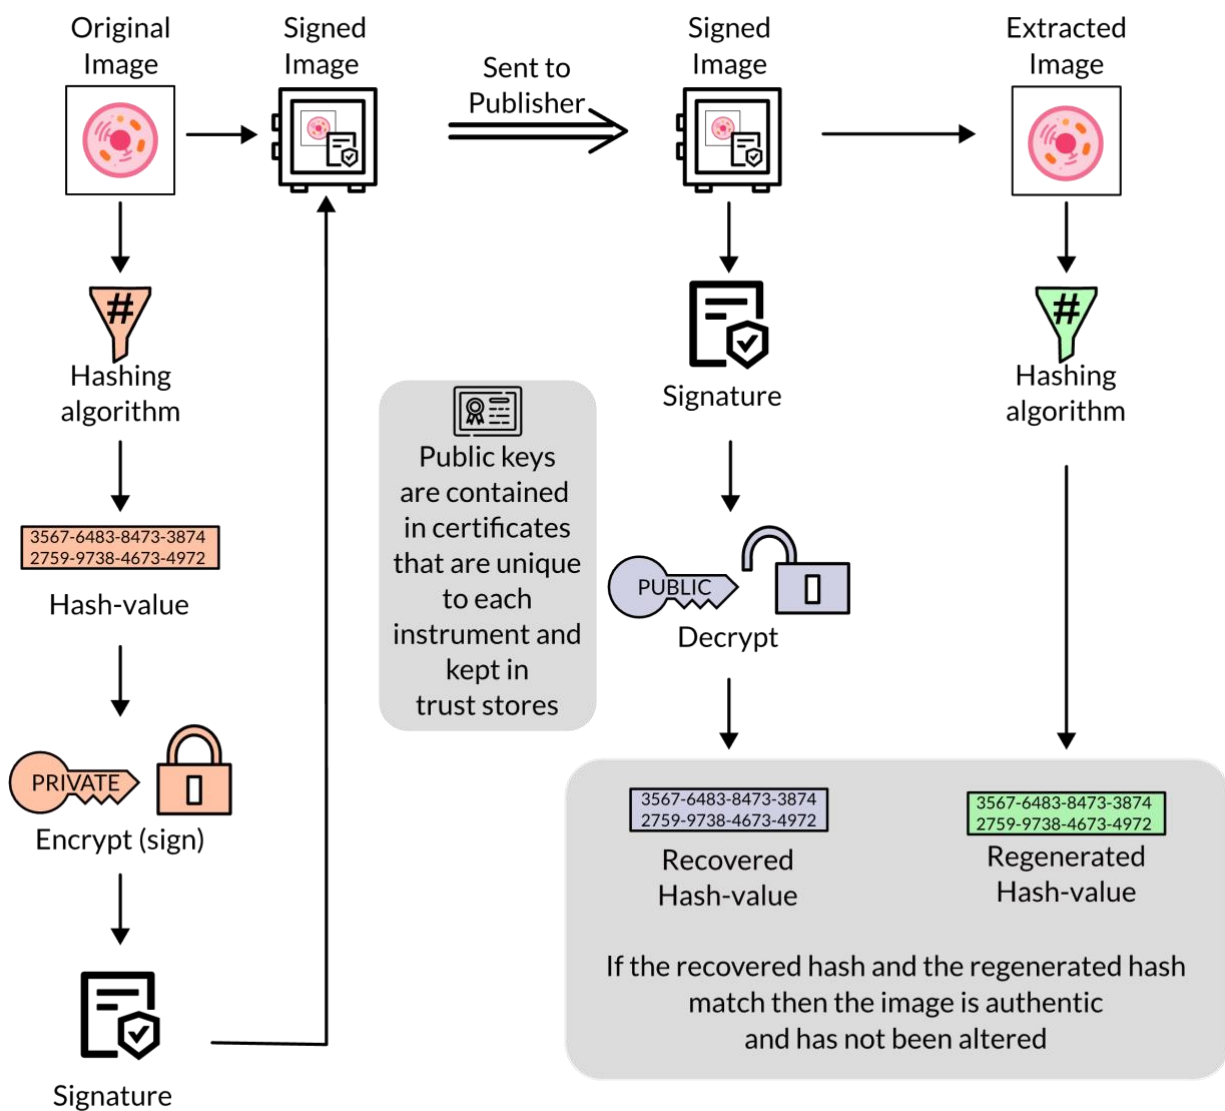 Original
Image
Signed
Image
Sent to
Publisher
Signed
Image
Extracted
Image
#
Hashing
algorithm
3567-6483-8473-3874
2759-9738-4673-4972
Hash-value
PRIVATE
Encrypt (sign)
Signature
Public keys
are contained
in certificates
that are unique
to each
instrument and
kept in
trust stores
Signature
PUBLIC
Decrypt
#
Hashing
algorithm
3567-6483-8473-3874
2759-9738-4673-4972
Recovered
Hash-value
3567-6483-8473-3874
2759-9738-4673-4972
Regenerated
Hash-value
If the recovered hash and the regenerated hash
match then the image is authentic
and has not been altered